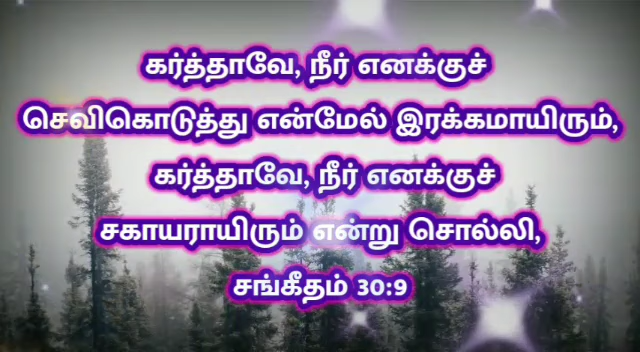 கர்த்தாவே, நீர் எனக்குச்
செவிகொடுத்து என்மேல் இரக்கமாயிரும்,
கர்த்தாவே, நீர் எனக்குச்
சகாயராயிரும் என்று சொல்லி,
சங்கீதம் 30:9